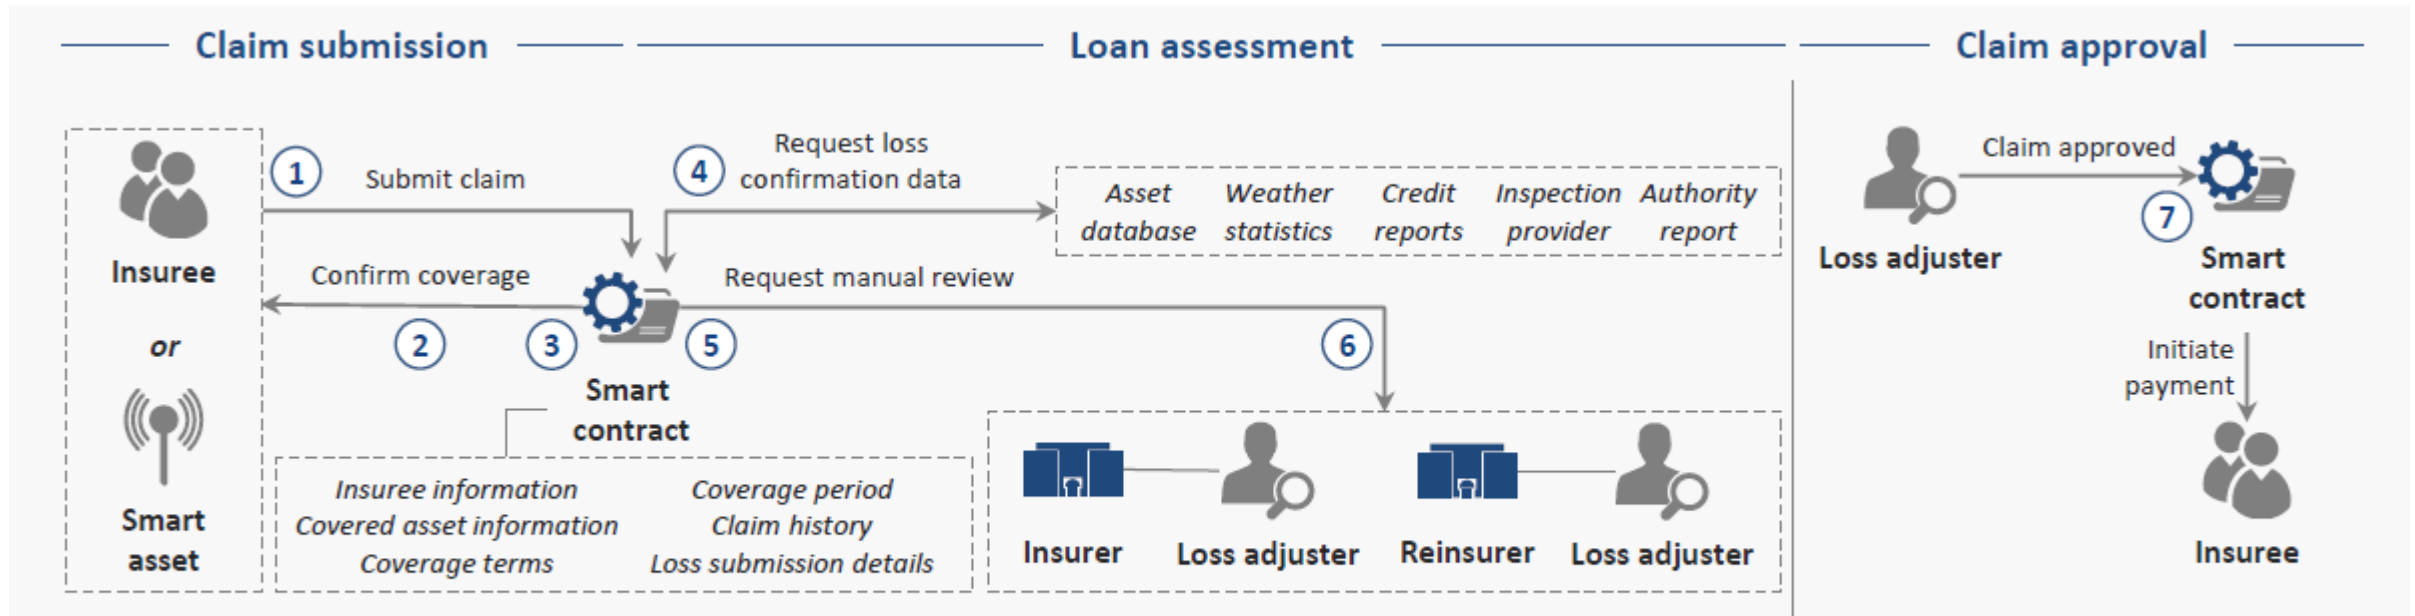 Claim submission
Loan assessment
Claim approval
1
Submit claim
4
Request loss
confirmation data
Asset
database
Weather
statistics
Credit
reports
Inspection
provider
Authority
report
Claim approved
7
Loss adjuster
Smart
contract
Initiate
payment
Insuree
Insuree
or
Smart
asset
Confirm coverage
2
3
5
Request manual review
6
Smart
contract
Insuree information
Covered asset information
Coverage terms
Coverage period
Claim history
Loss submission details
Insurer
Loss adjuster
Reinsurer
Loss adjuster